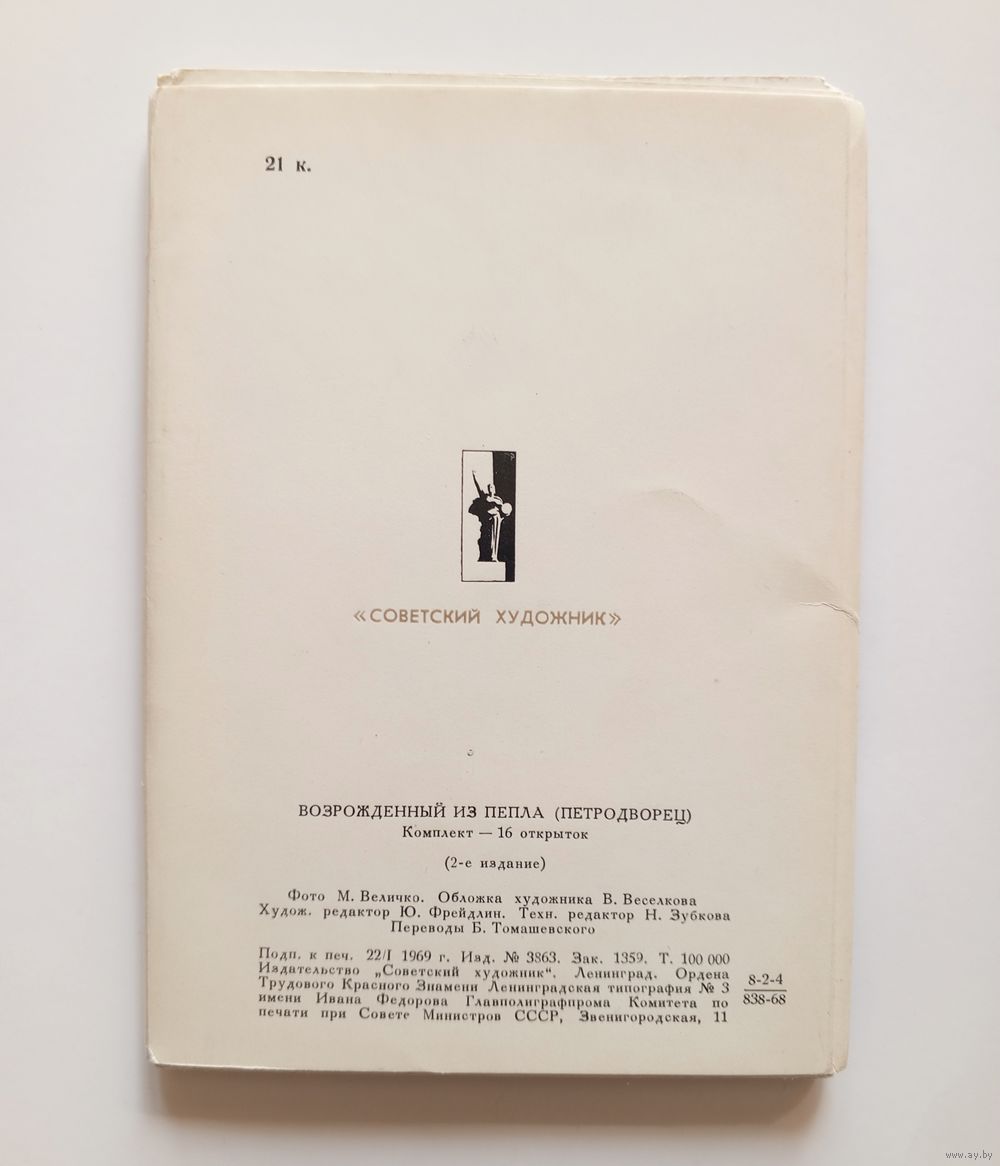 21 к.
«СОВЕТСКИЙ ХУДОЖНИК»
ВОЗРОЖДЕННЫЙ ИЗ ПЕПЛА (ПЕТРОДВОРЕЦ)
Комплект — 16 открыток
(2-е издание)
Фото М. Величко. Обложка художника В. Веселкова
Худож. редактор Ю. Фрейдлин. Техн. редактор Н. Зубкова
Переводы Б. Томашевского
Подп. к печ. 22/I 1969 г. Изд. № 3863. Зак. 1359. Т. 100 000
Издательство „Советский художник“. Ленинград. Ордена
Трудового Красного Знамени Ленинградская типография № 3
имени Ивана Федорова Главполиграфпрома Комитета по
печати при Совете Министров СССР, Звенигородская, 11
8-2-4
838-68
www.ay.by